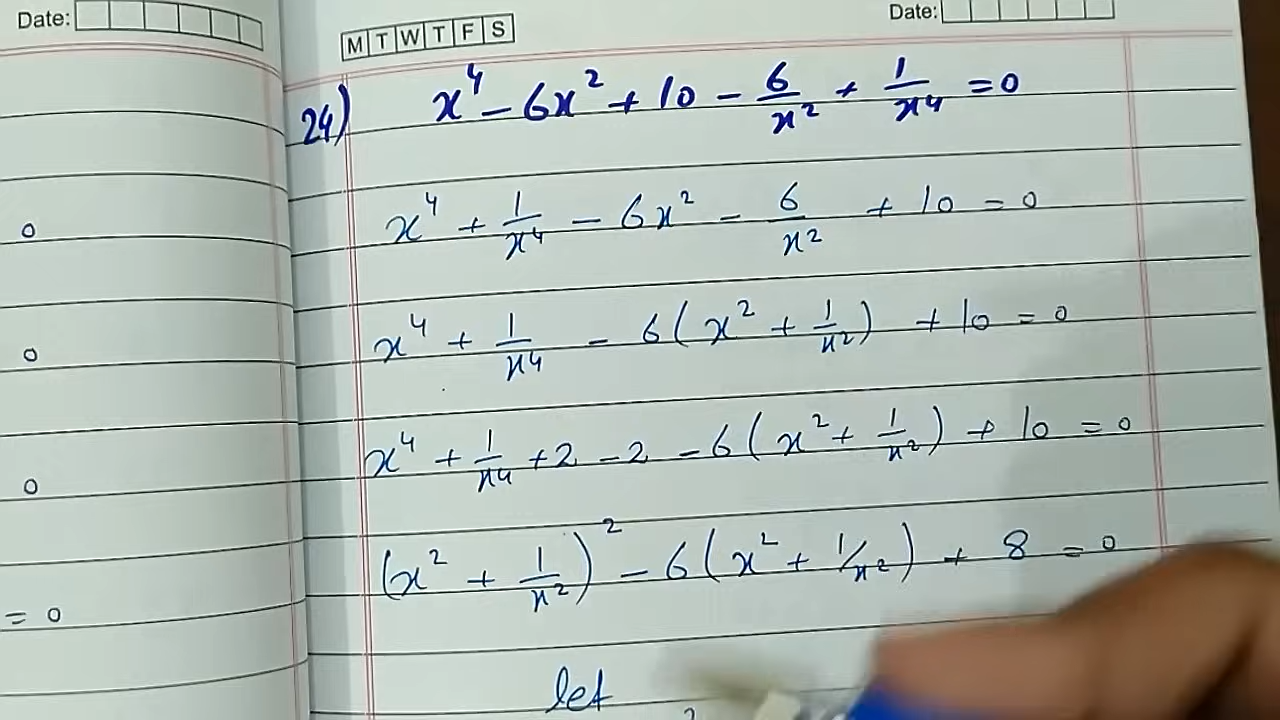 Date:
M T W T F S
Date:
24) x⁴ - 6x² + 10 - 6/x² + 1/x⁴ = 0
x⁴ + 1/x⁴ - 6x² - 6/x² + 10 = 0
x⁴ + 1/x⁴ - 6(x² + 1/x²) + 10 = 0
x⁴ + 1/x⁴ + 2 - 2 - 6(x² + 1/x²) + 10 = 0
(x² + 1/x²)² - 6(x² + 1/x²) + 8 = 0
let
0
0
0
= 0